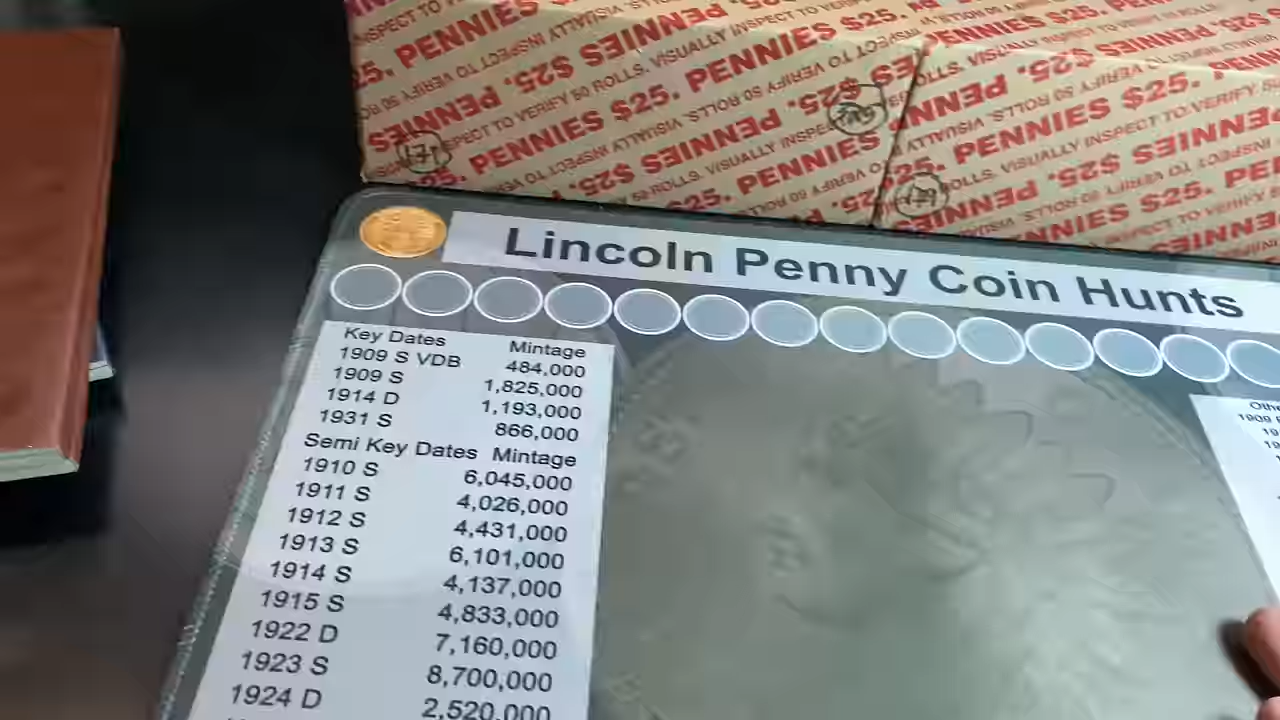 PENNIES $25. PENNIES $25. PENNIES $25.
VISUALLY INSPECT TO VERIFY 50 ROLLS.
Lincoln Penny Coin Hunts
Key Dates Mintage
1909 S VDB 484,000
1909 S 1,825,000
1914 D 1,193,000
1931 S 866,000
Semi Key Dates Mintage
1910 S 6,045,000
1911 S 4,026,000
1912 S 4,431,000
1913 S 6,101,000
1914 S 4,137,000
1915 S 4,833,000
1922 D 7,160,000
1923 S 8,700,000
1924 D 2,520,000